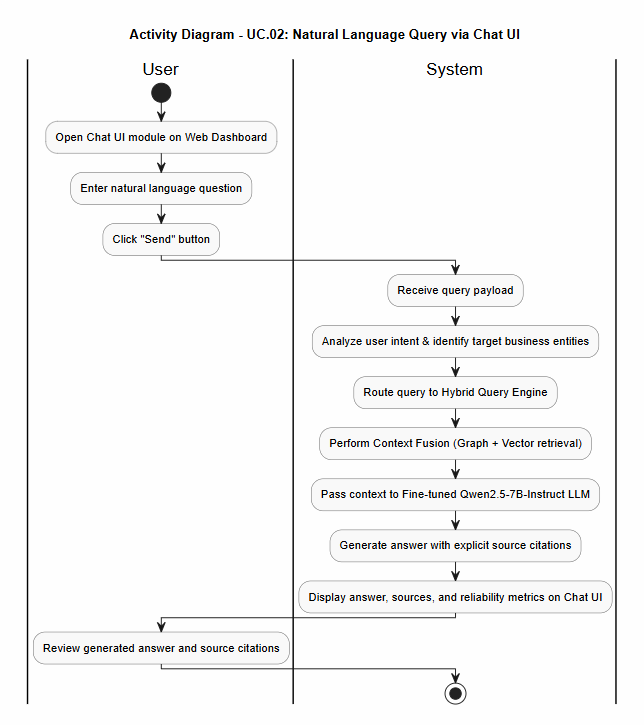 Activity Diagram - UC.02: Natural Language Query via Chat UI
User
System
Open Chat UI module on Web Dashboard
Enter natural language question
Click "Send" button
Receive query payload
Analyze user intent & identify target business entities
Route query to Hybrid Query Engine
Perform Context Fusion (Graph + Vector retrieval)
Pass context to Fine-tuned Qwen2.5-7B-Instruct LLM
Generate answer with explicit source citations
Display answer, sources, and reliability metrics on Chat UI
Review generated answer and source citations